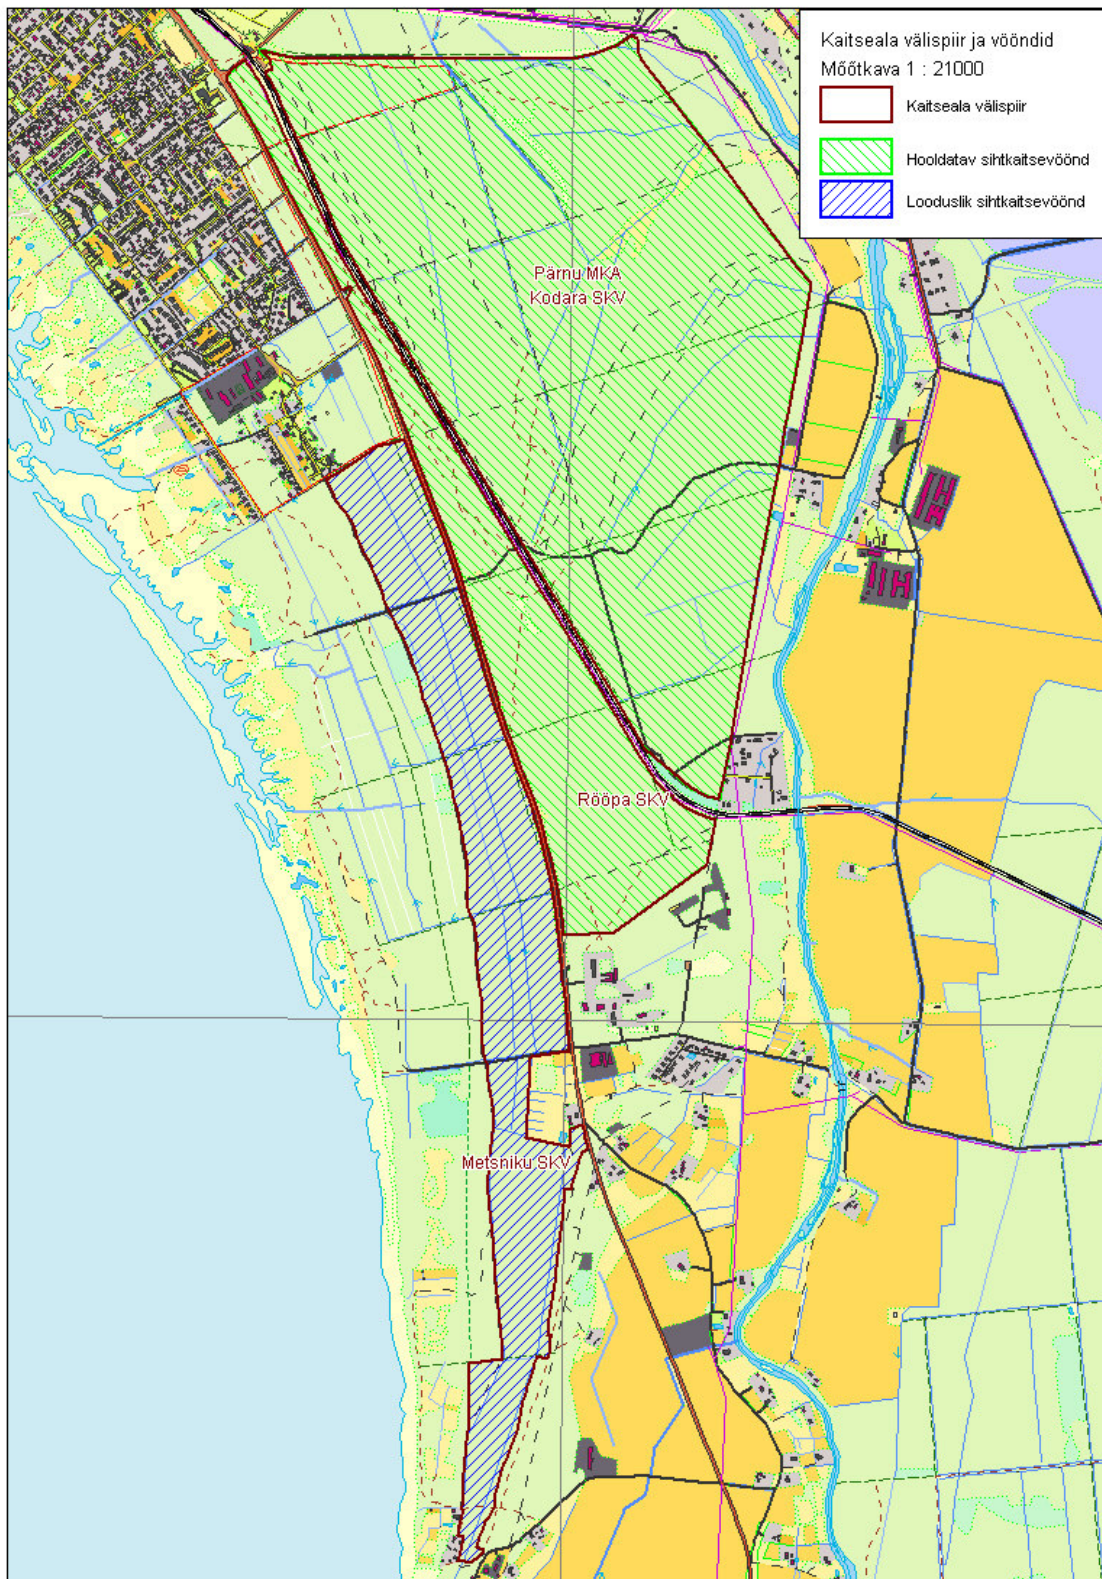 Kaitseala välispiir ja vööndid
Mõõtkava 1 : 21000
Kaitseala välispiir
Hooldatav sihtkaitsevöönd
Looduslik sihtkaitsevöönd
Pärnu MKA
Kodara SKV
Rööpa SKV
Metsniku SKV